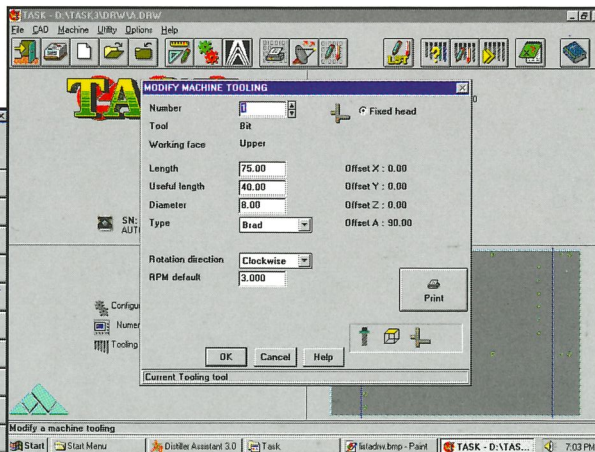 TASK - D:\TASK3\DRW\A.DRW
File CAD Machine Utility Options Help
LST
MODIFY MACHINE TOOLING
Number 1 Fixed head
Tool Bit
Working face Upper
Length 75.00 Offset X : 0.00
Useful length 40.00 Offset Y : 0.00
Diameter 8.00 Offset Z : 0.00
Type Brad Offset A : 90.00
SN:
AUT
Rotation direction Clockwise
RPM default 3.000
Print
Configu
Numer
Tooling
OK Cancel Help
Current Tooling tool
Modify a machine tooling
Start Start Menu Distiller Assistant 3.0 Task listadrw.bmp - Paint TASK - D:\TAS... 7:03 PM